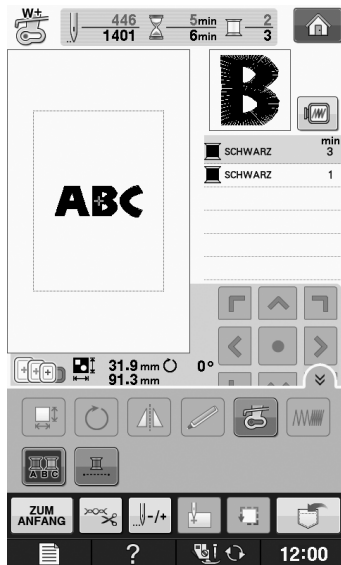 W+ 446 5min 2
1401 6min 3
B
min
SCHWARZ 3
SCHWARZ 1
ABC
31.9 mm 0°
91.3 mm
ABC
ZUM ANFANG
-/+
? 12:00